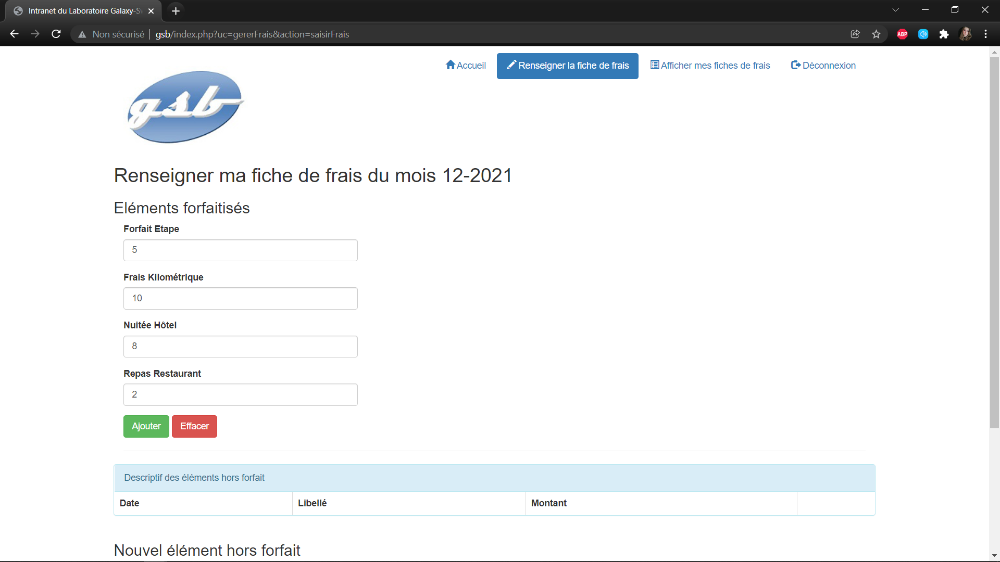 Intranet du Laboratoire Galaxy-Sw
Non sécurisé | gsb/index.php?uc=gererFrais&action=saisirFrais
ABP
Accueil
Renseigner la fiche de frais
Afficher mes fiches de frais
Déconnexion
gsb
Renseigner ma fiche de frais du mois 12-2021
Eléments forfaitisés
Forfait Etape
5
Frais Kilométrique
10
Nuitée Hôtel
8
Repas Restaurant
2
Ajouter Effacer
Descriptif des éléments hors forfait
Date Libellé Montant
Nouvel élément hors forfait